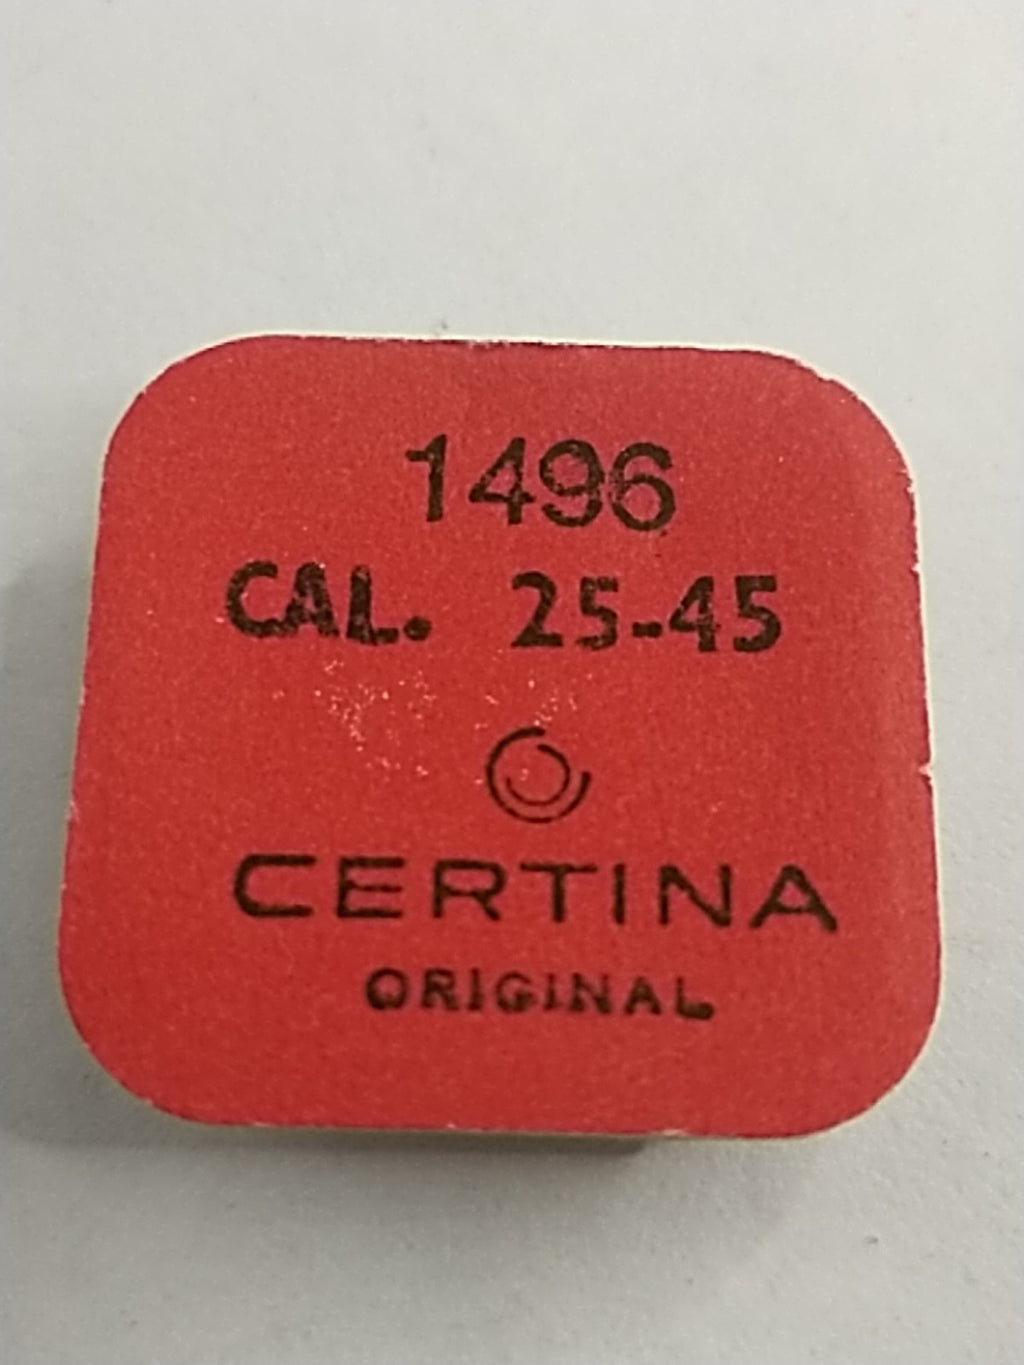 1496
CAL. 25-45
CERTINA
ORIGINAL